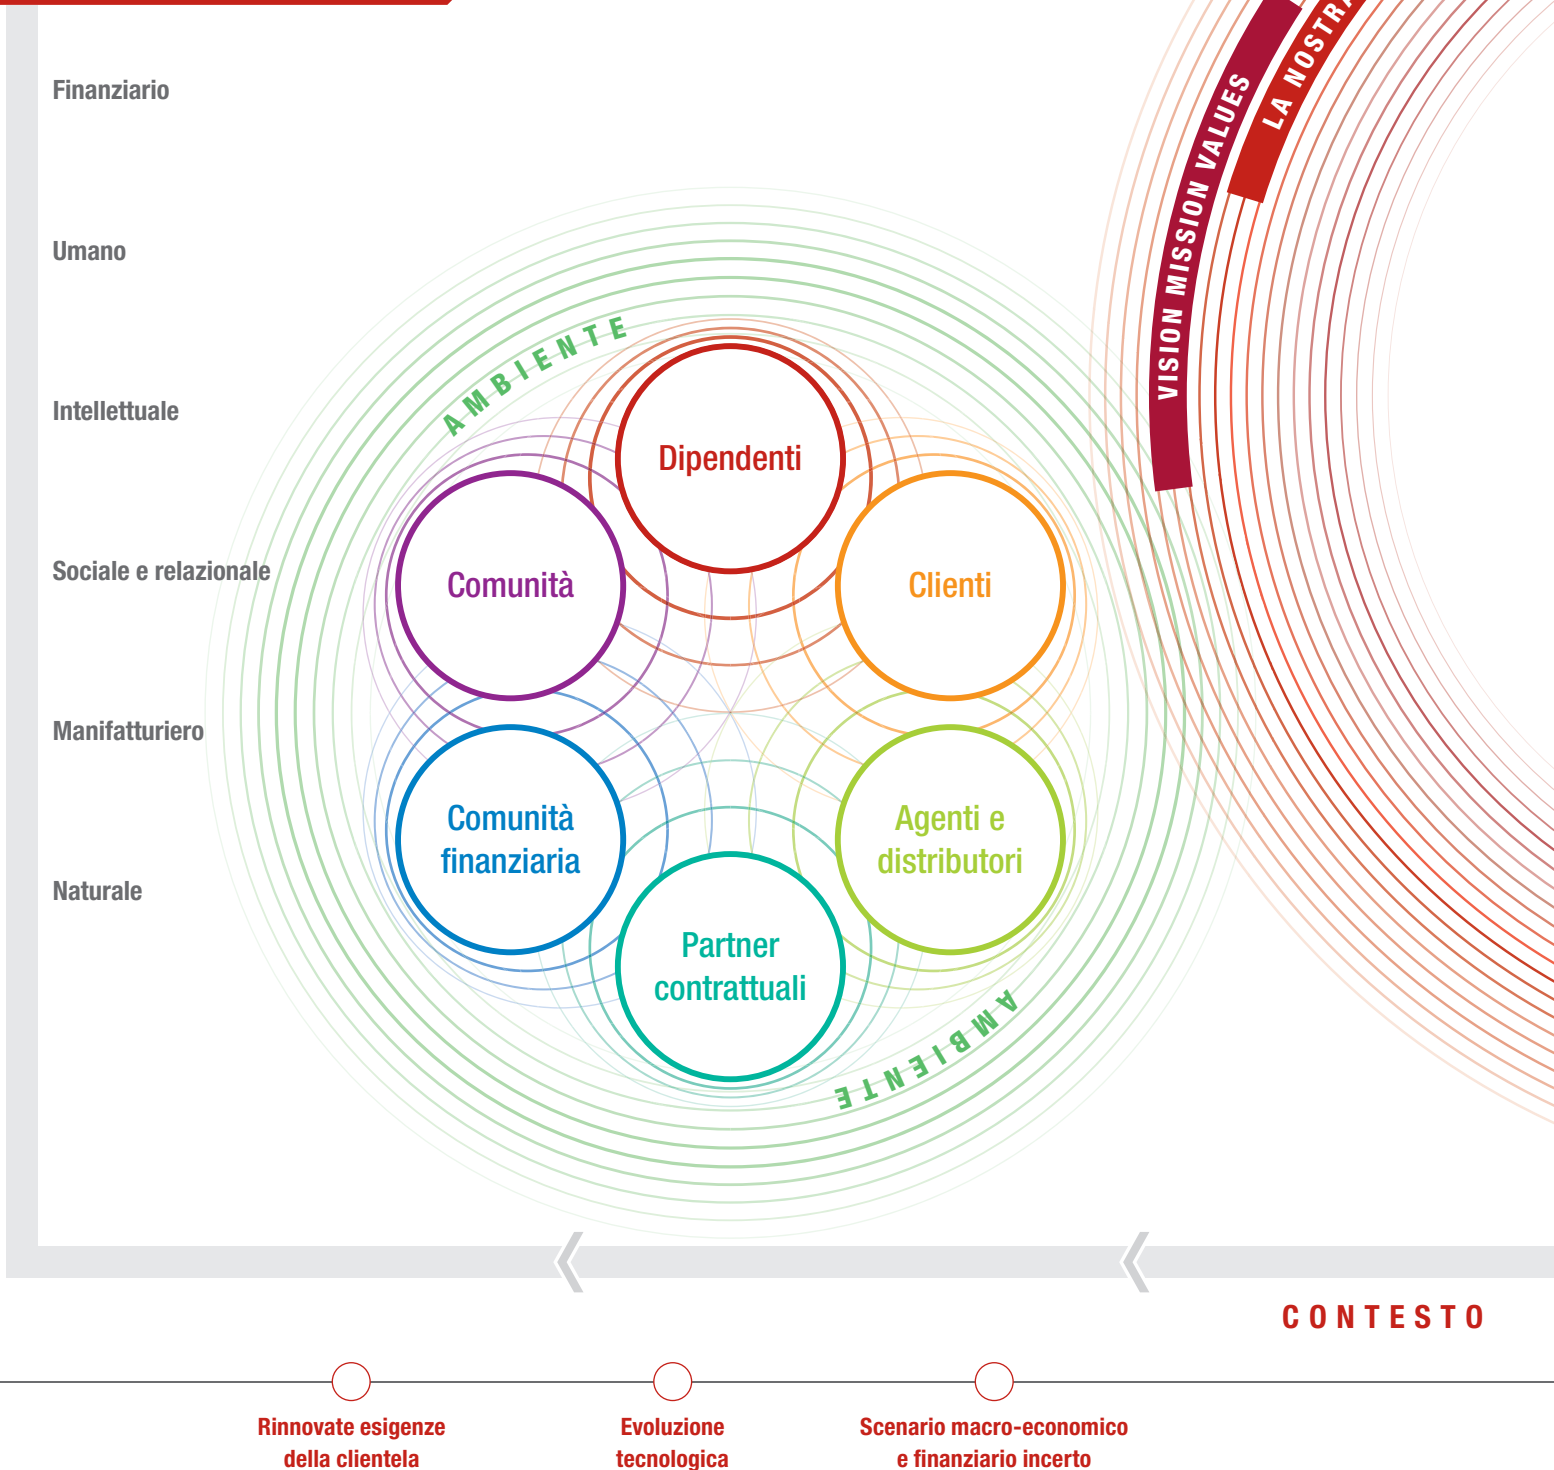 Finanziario
Umano
Intellettuale
Sociale e relazionale
Manifatturiero
Naturale
AMBIENTE
Dipendenti
Comunità
Clienti
Comunità
finanziaria
Agenti e
distributori
Partner
contrattuali
AMBIENTE
VISION MISSION VALUES
LA NOSTRA
CONTESTO
Rinnovate esigenze
della clientela
Evoluzione
tecnologica
Scenario macro-economico
e finanziario incerto